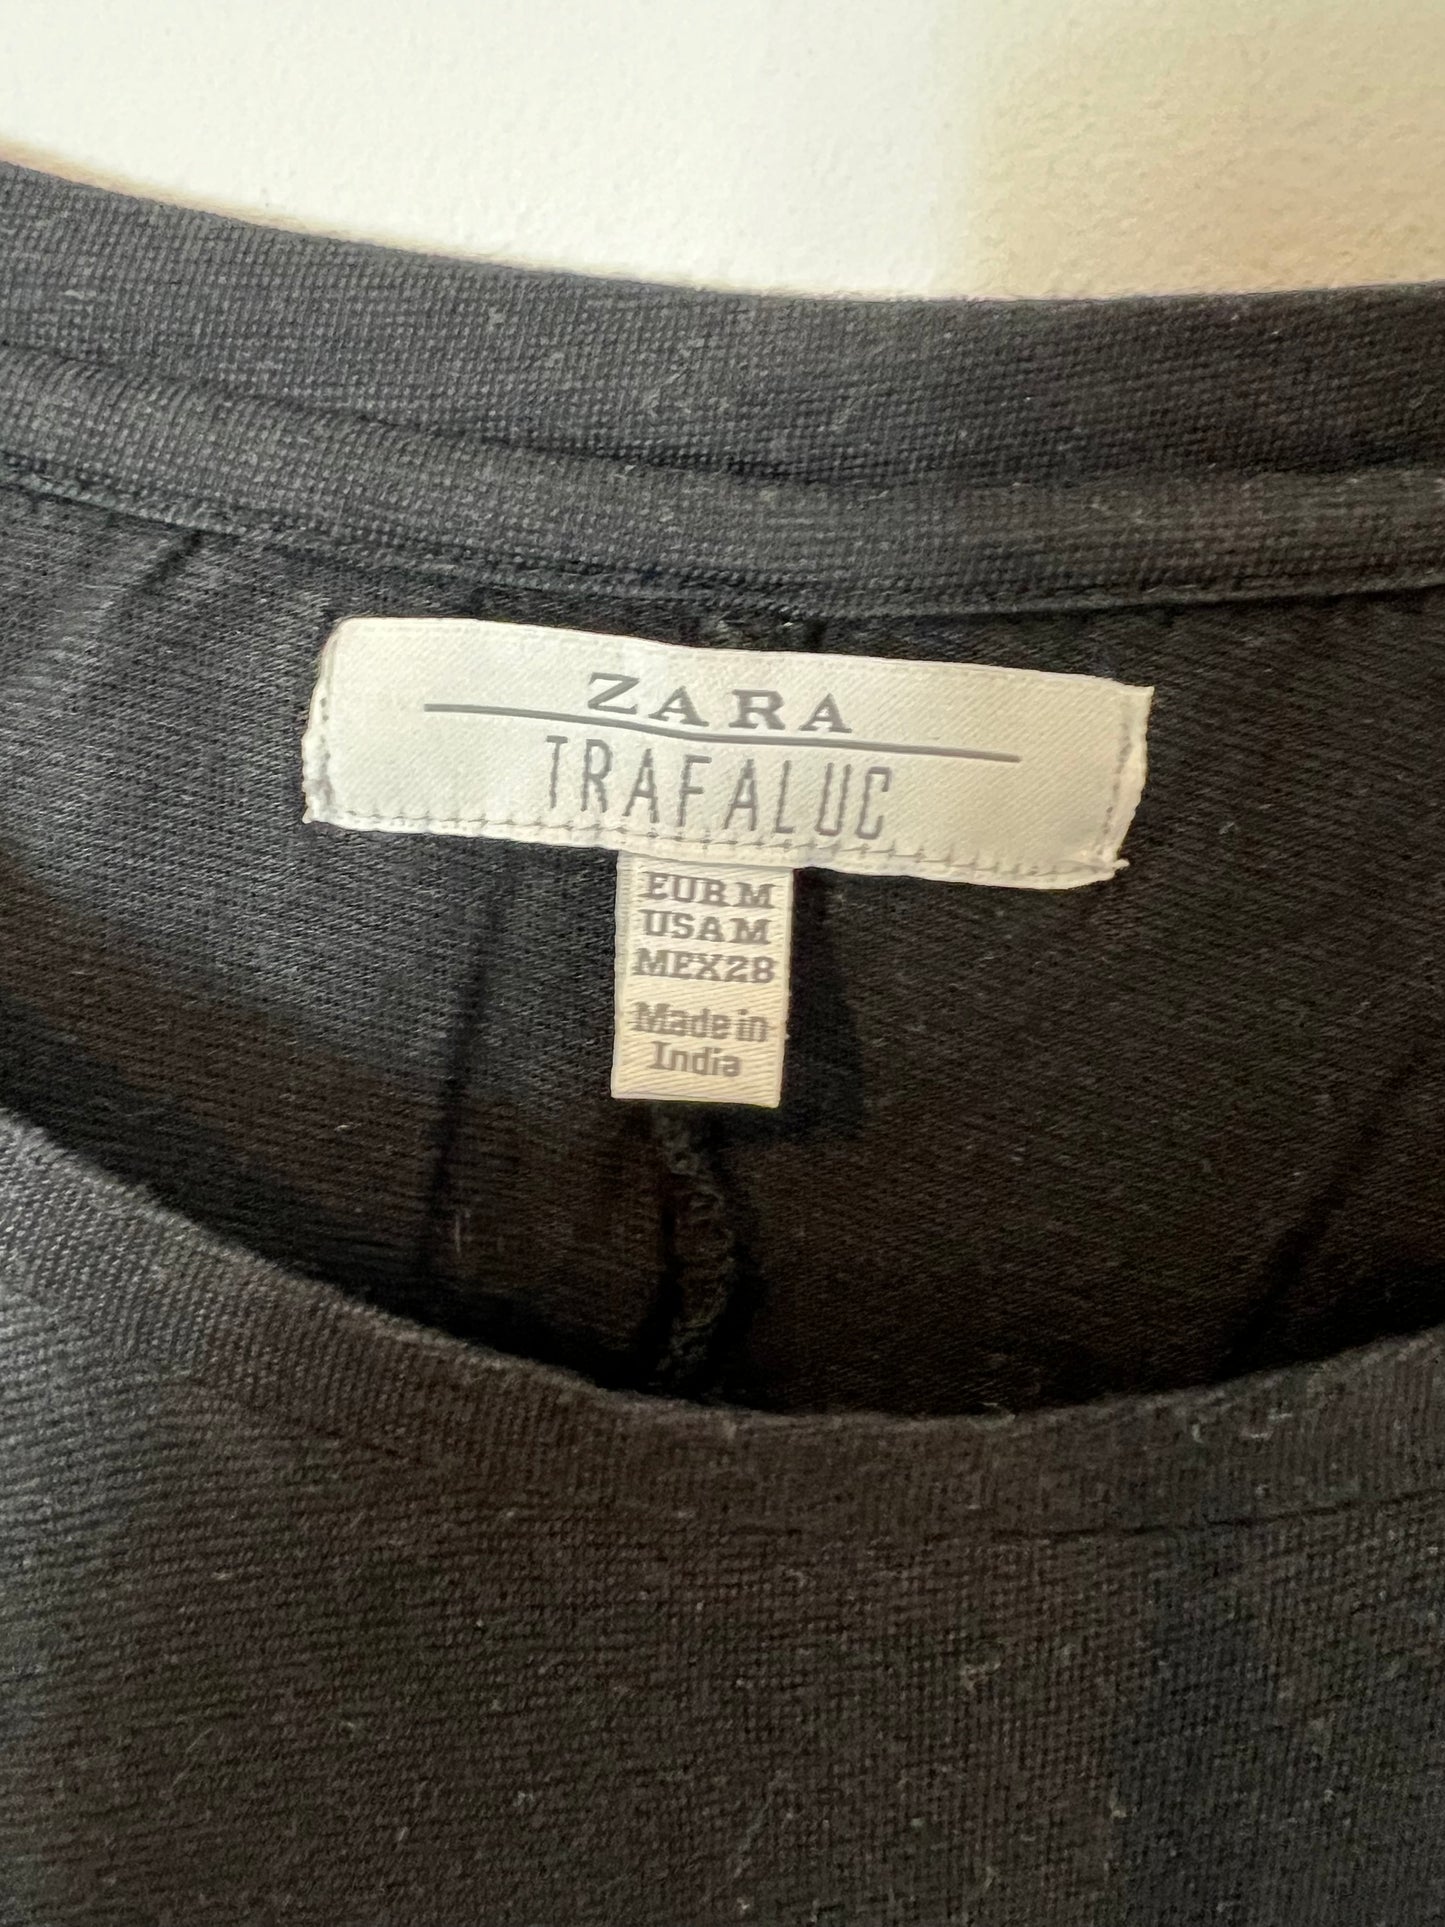 ZARA
TRAFALUC
EUR M
USA M
MEX 28
Made in
India